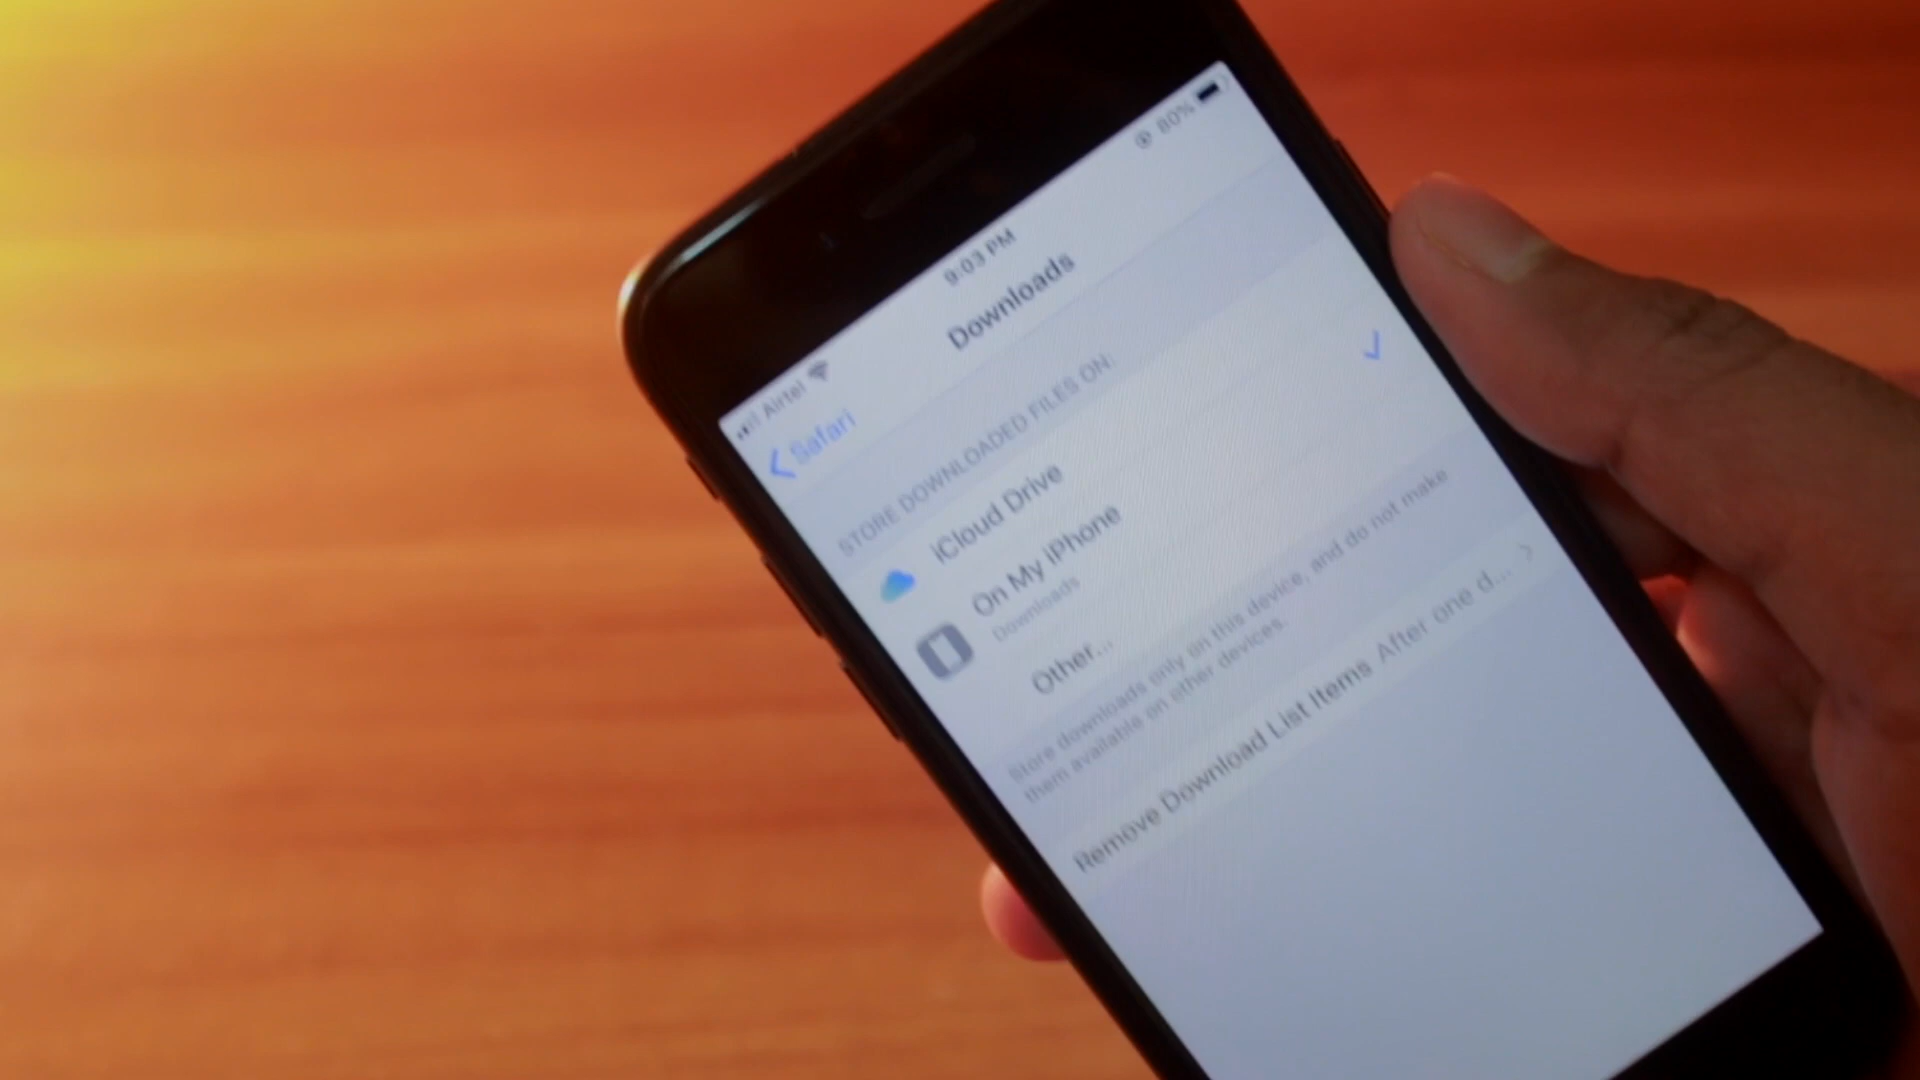 Airtel
9:03 PM
80%
Safari
Downloads
STORE DOWNLOADED FILES ON:
iCloud Drive
On My iPhone
Downloads
Other...
Store downloads only on this device, and do not make
them available on other devices.
Remove Download List Items After one d...